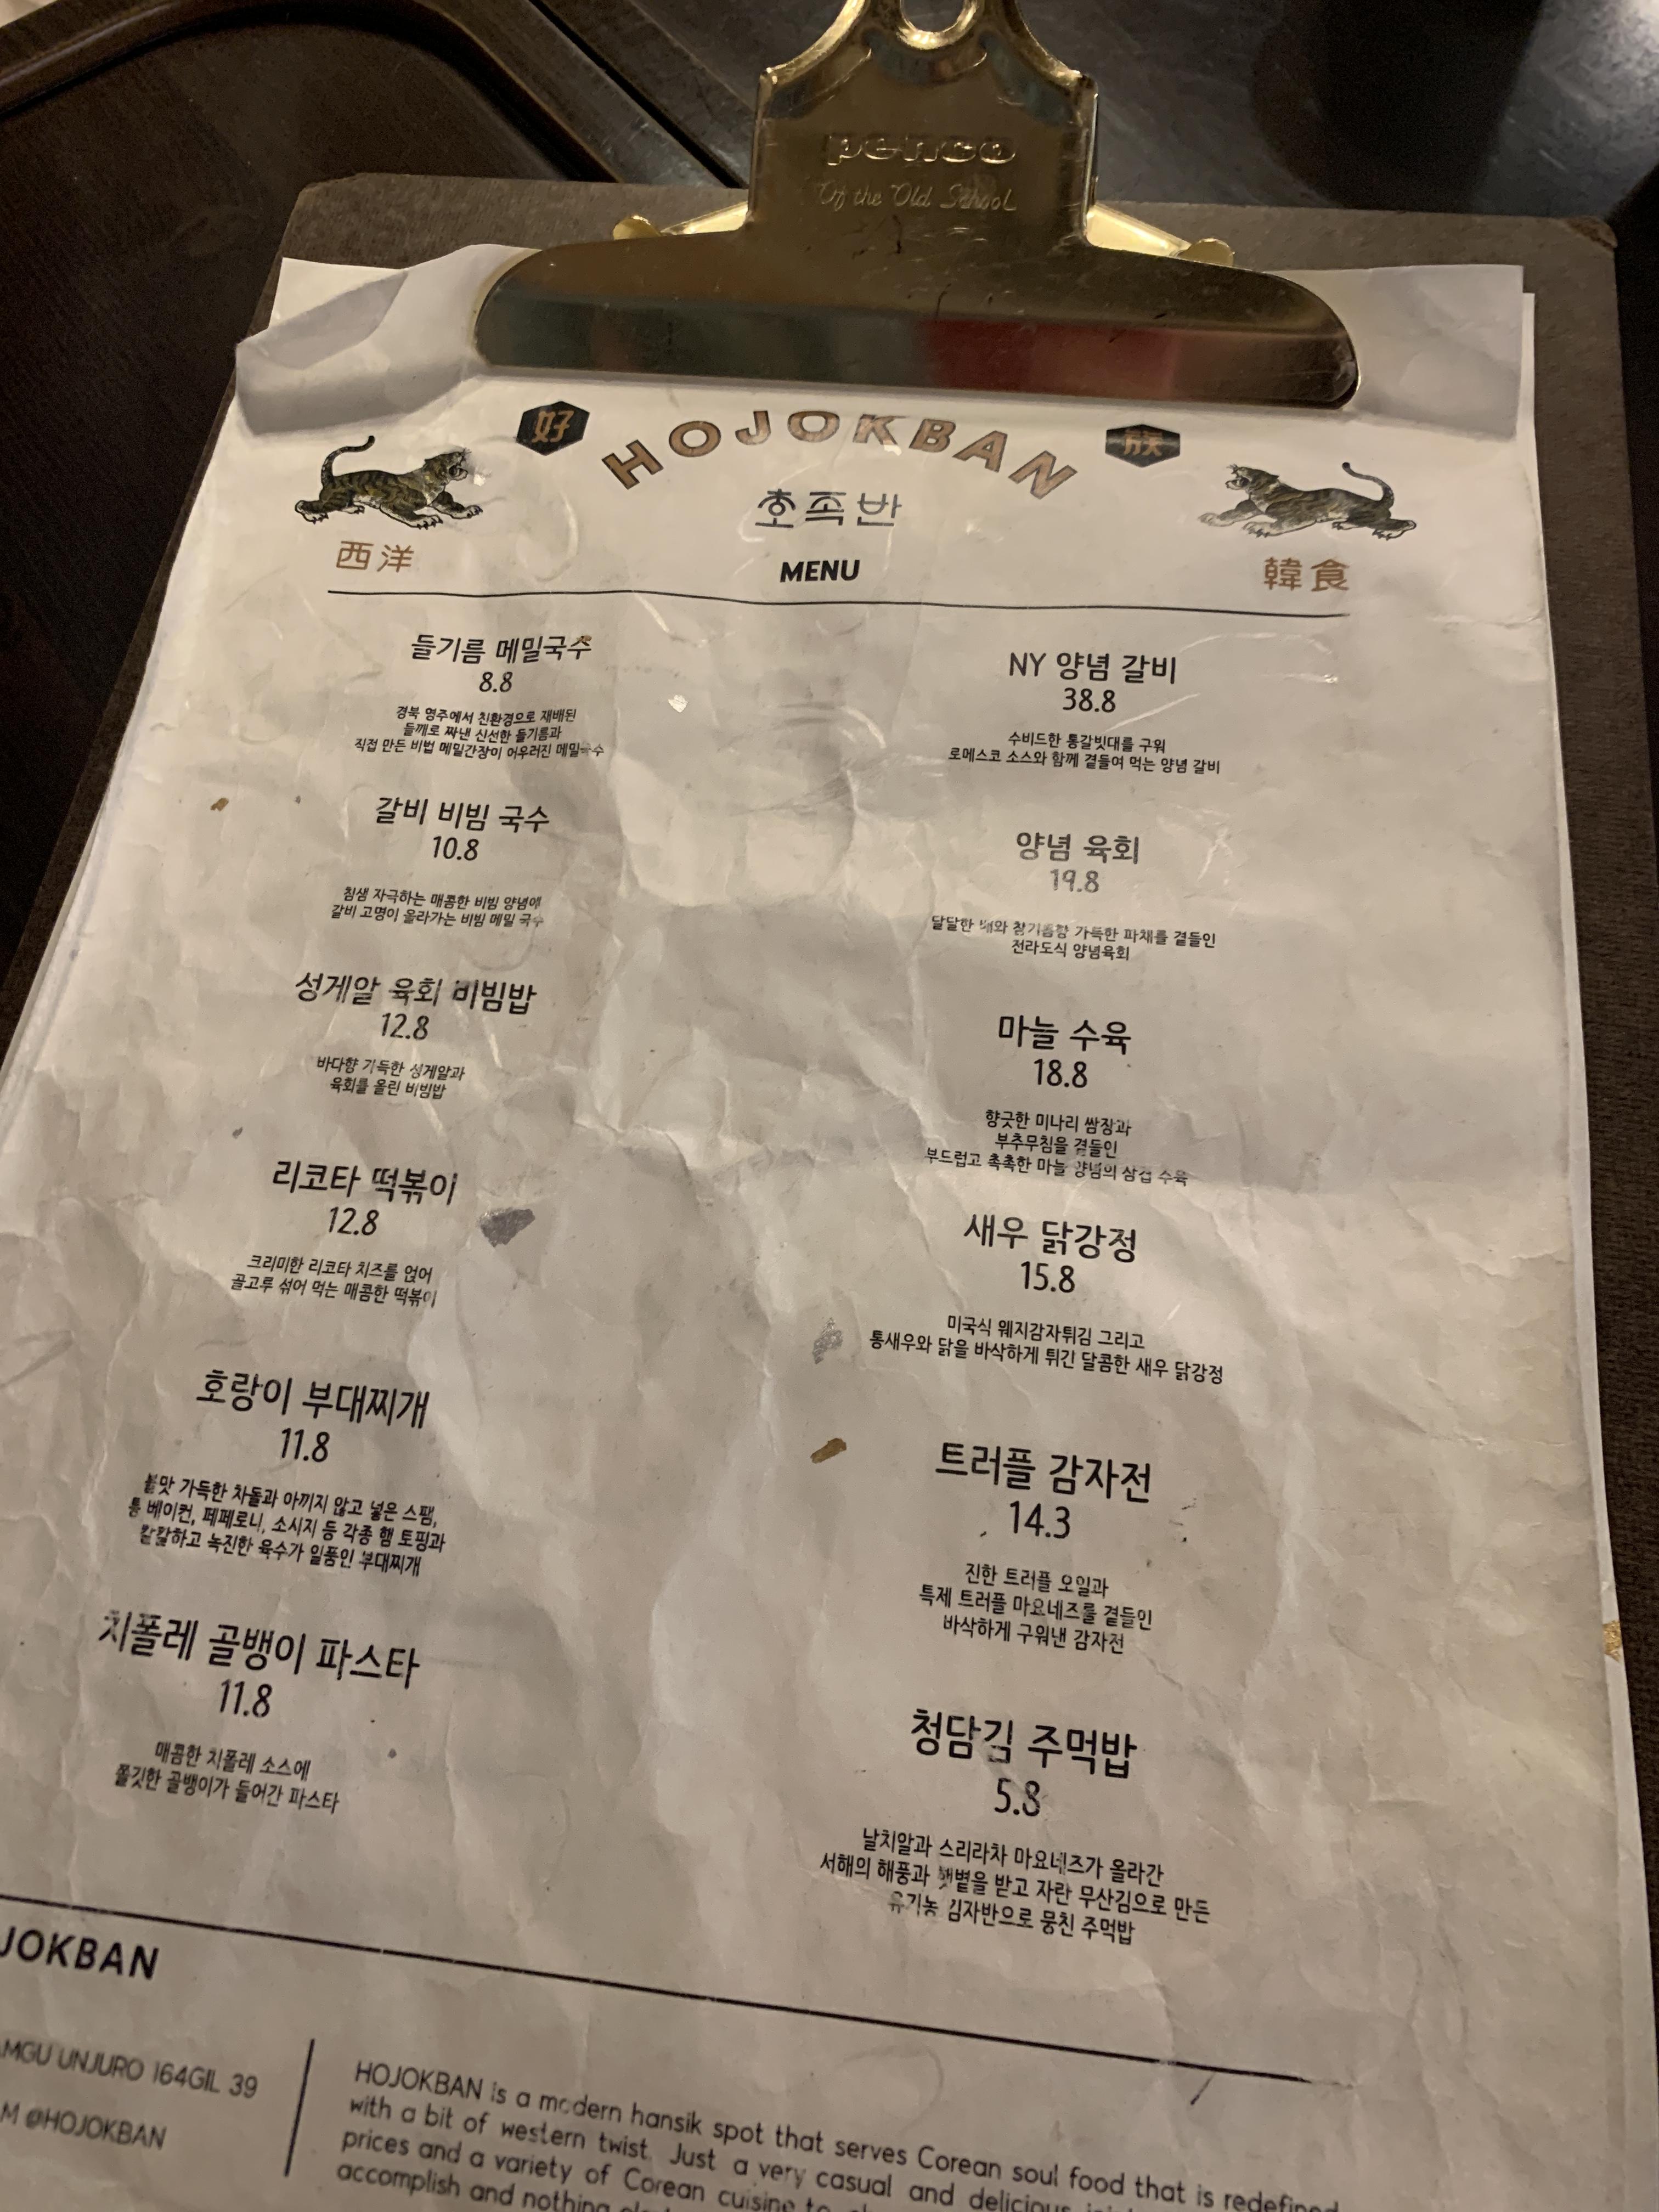 penco
Of the Old School
好
HOJOKBAN
族
호족반
西洋
MENU
韓食
들기름 메밀국수
8.8
경북 영주에서 친환경으로 재배된
들깨로 짜낸 신선한 들기름과
직접 만든 비법 메밀간장이 어우러진 메밀국수
갈비 비빔 국수
10.8
침샘 자극하는 매콤한 비빔 양념에
갈비 고명이 올라가는 비빔 메밀 국수
성게알 육회 비빔밥
12.8
바다향 가득한 성게알과
육회를 올린 비빔밥
리코타 떡볶이
12.8
크리미한 리코타 치즈를 얹어
골고루 섞어 먹는 매콤한 떡볶이
호랑이 부대찌개
11.8
불맛 가득한 차돌과 아끼지 않고 넣은 스팸,
통 베이컨, 페페로니, 소시지 등 각종 햄 토핑과
칼칼하고 녹진한 육수가 일품인 부대찌개
치폴레 골뱅이 파스타
11.8
매콤한 치폴레 소스에
쫄깃한 골뱅이가 들어간 파스타
NY 양념 갈비
38.8
수비드한 통갈빗대를 구워
로메스코 소스와 함께 곁들여 먹는 양념 갈비
양념 육회
19.8
달달한 배와 참기름향 가득한 파채를 곁들인
전라도식 양념육회
마늘 수육
18.8
향긋한 미나리 쌈장과
부추무침을 곁들인
부드럽고 촉촉한 마늘 양념의 삼겹 수육
새우 닭강정
15.8
미국식 웨지감자튀김 그리고
통새우와 닭을 바삭하게 튀긴 달콤한 새우 닭강정
트러플 감자전
14.3
진한 트러플 오일과
특제 트러플 마요네즈를 곁들인
바삭하게 구워낸 감자전
청담김 주먹밥
5.8
날치알과 스리라차 마요네즈가 올라간
서해의 해풍과 햇볕을 받고 자란 무산김으로 만든
유기농 김자반으로 뭉친 주먹밥
JOKBAN
MGU UNJURO 164GIL 39
M @HOJOKBAN
HOJOKBAN is a modern hansik spot that serves Corean soul food that is redefined
with a bit of western twist. Just a very casual and delicious
prices and a variety of Corean cuisine to
accomplish and nothing